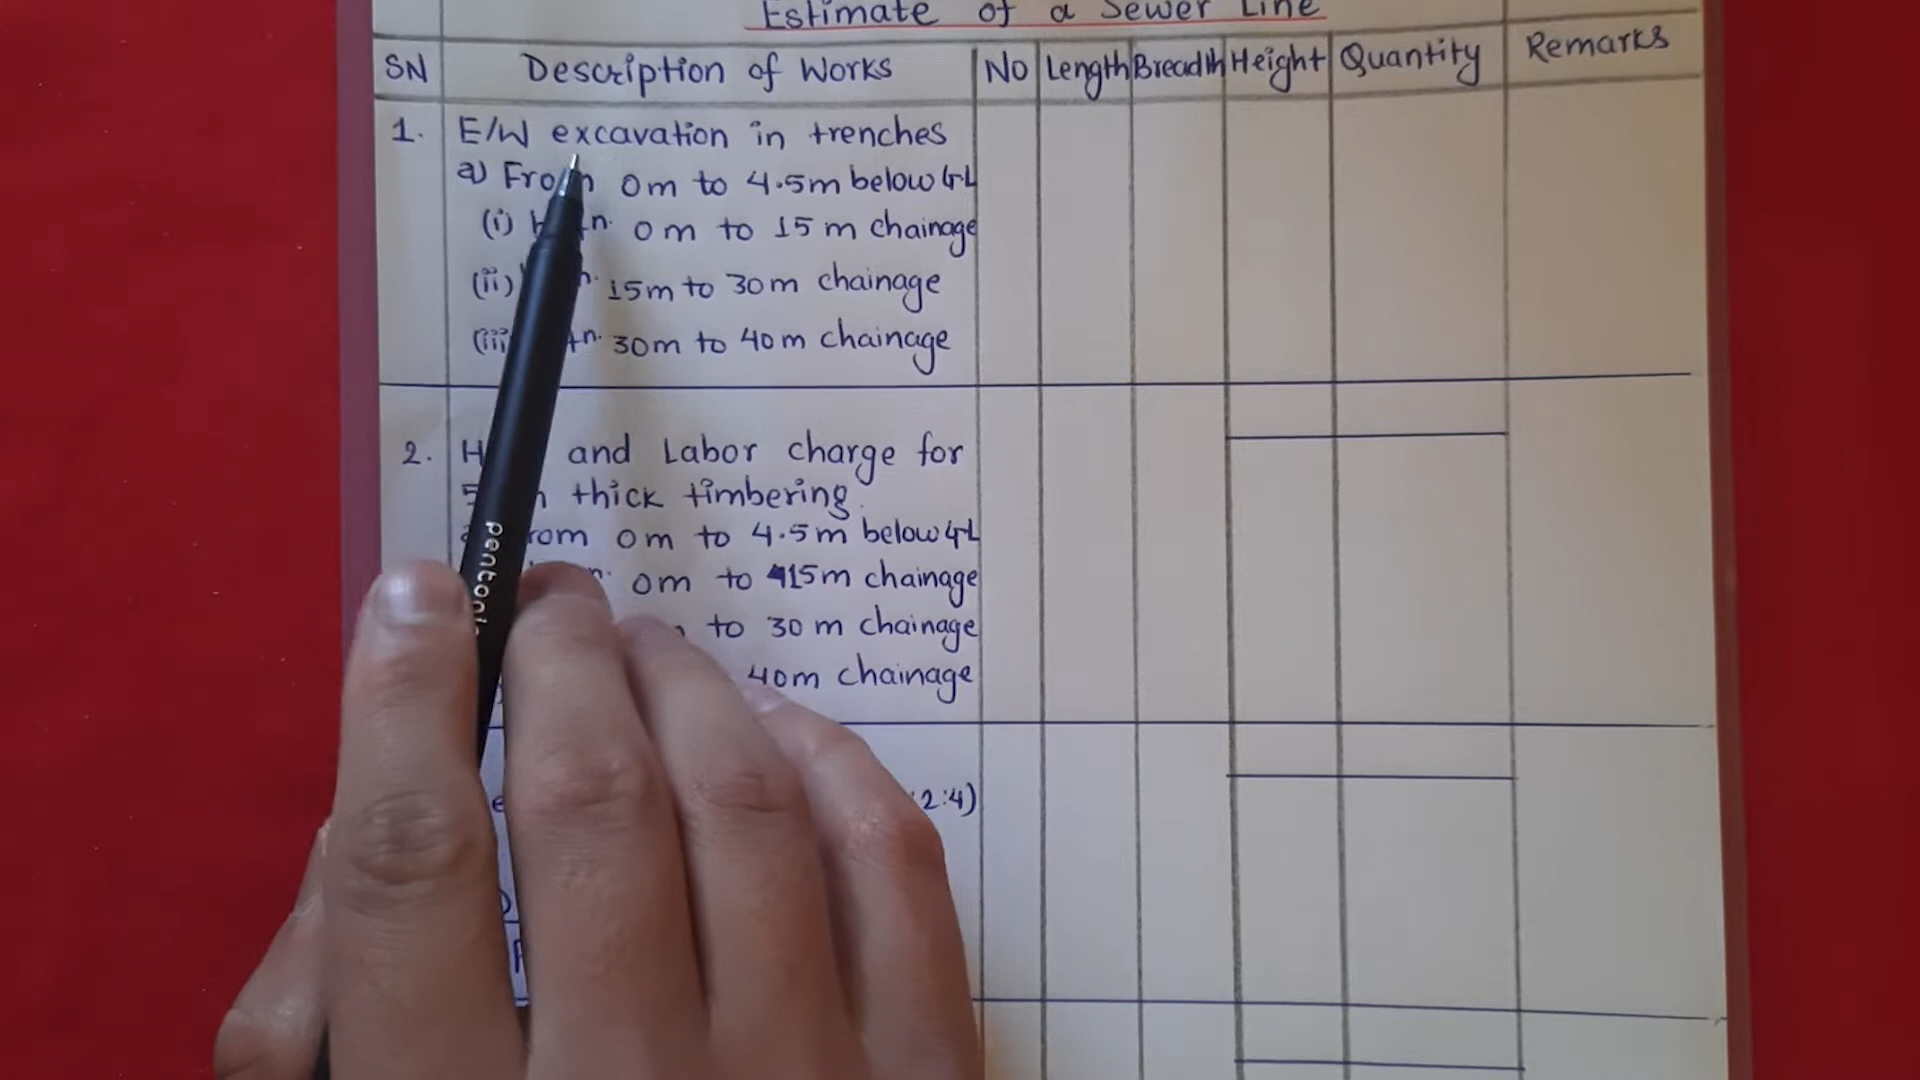 Estimate of a Sewer Line
SN Description of Works No Length Breadth Height Quantity Remarks
1. E/W excavation in trenches
a) From 0m to 4.5m below GL
(i) 0m to 15m chainage
(ii) 15m to 30m chainage
(iii) 30m to 40m chainage
2. and Labor charge for
thick timbering.
From 0m to 4.5m below GL
0m to 15m chainage
to 30m chainage
40m chainage
2:4)
pentonic